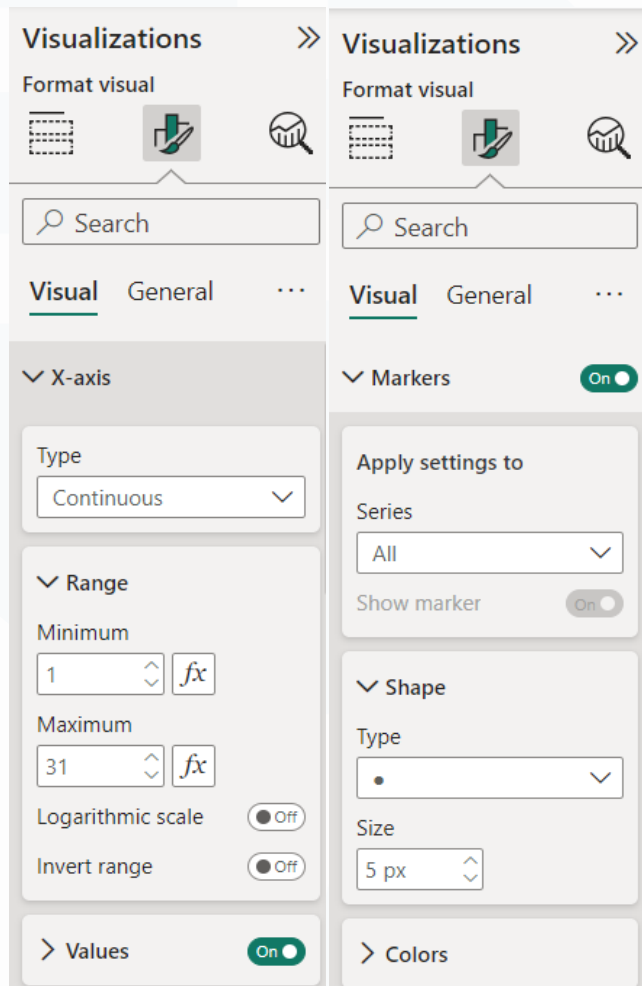 Visualizations
Format visual
Search
Visual General ...
X-axis
Type
Continuous
Range
Minimum
1 fx
Maximum
31 fx
Logarithmic scale Off
Invert range Off
Values On
Visualizations
Format visual
Search
Visual General ...
Markers On
Apply settings to
Series
All
Show marker On
Shape
Type
Size
5 px
Colors